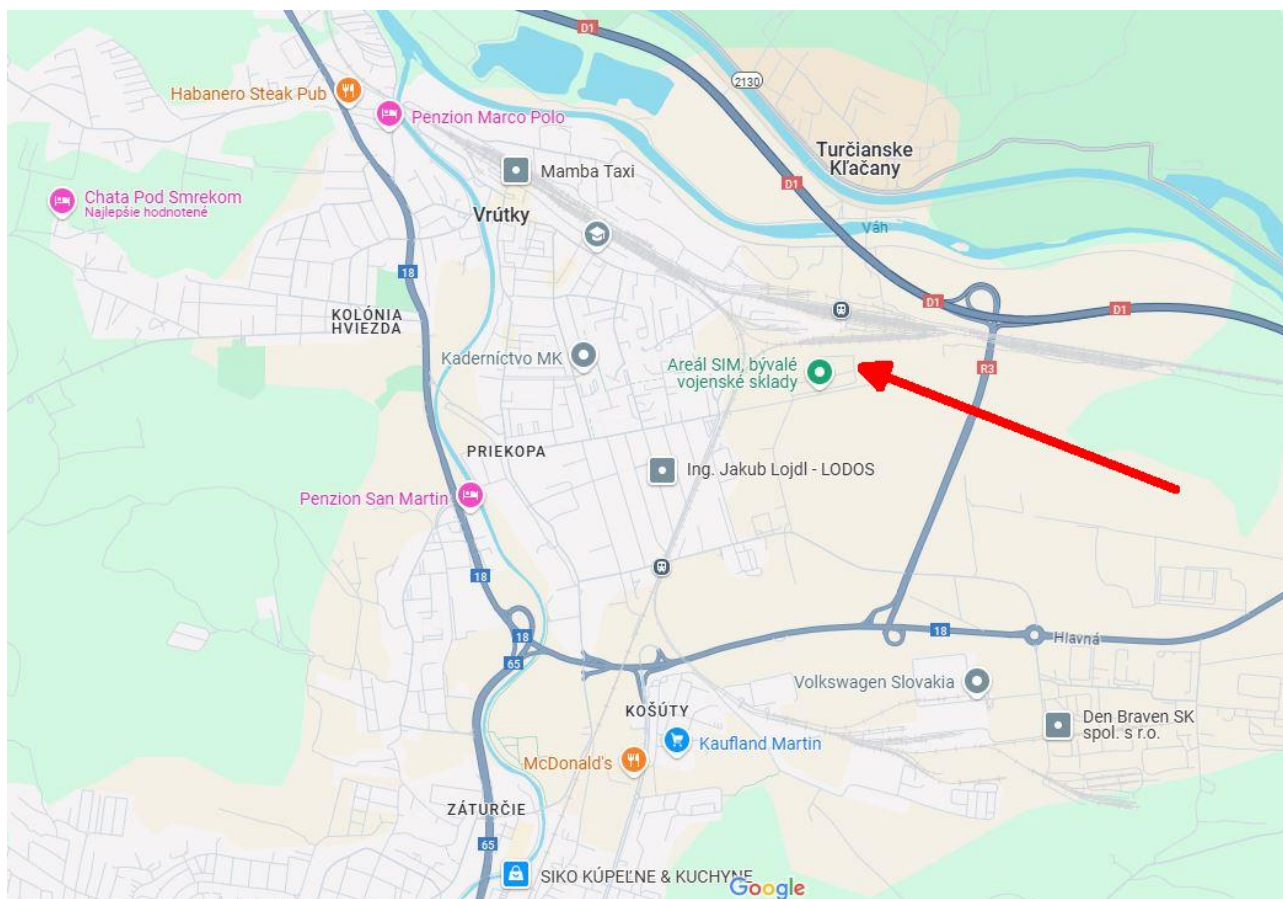 D1
2130
Habanero Steak Pub
Penzion Marco Polo
Turčianske
Kľačany
Mamba Taxi
D1
Chata Pod Smrekom
Najlepšie hodnotené
Vrútky
Váh
18
D1
D1
KOLÓNIA
HVIEZDA
Kaderníctvo MK
Areál SIM, bývalé
vojenské sklady
R3
PRIEKOPA
Ing. Jakub Lojdl - LODOS
Penzion San Martin
18
18
18
Hlavná
65
Volkswagen Slovakia
KOŠÚTY
Den Braven SK
spol. s r.o.
Kaufland Martin
McDonald's
ZÁTURČIE
65
SIKO KÚPEĽNE & KUCHYNE
Google